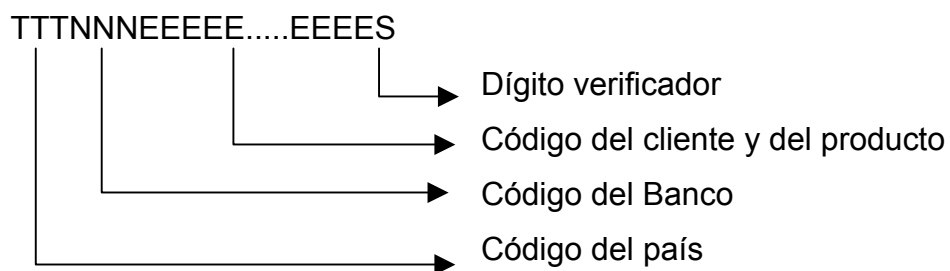 TTTNNNEEEEE.....EEEES
Dígito verificador
Código del cliente y del producto
Código del Banco
Código del país